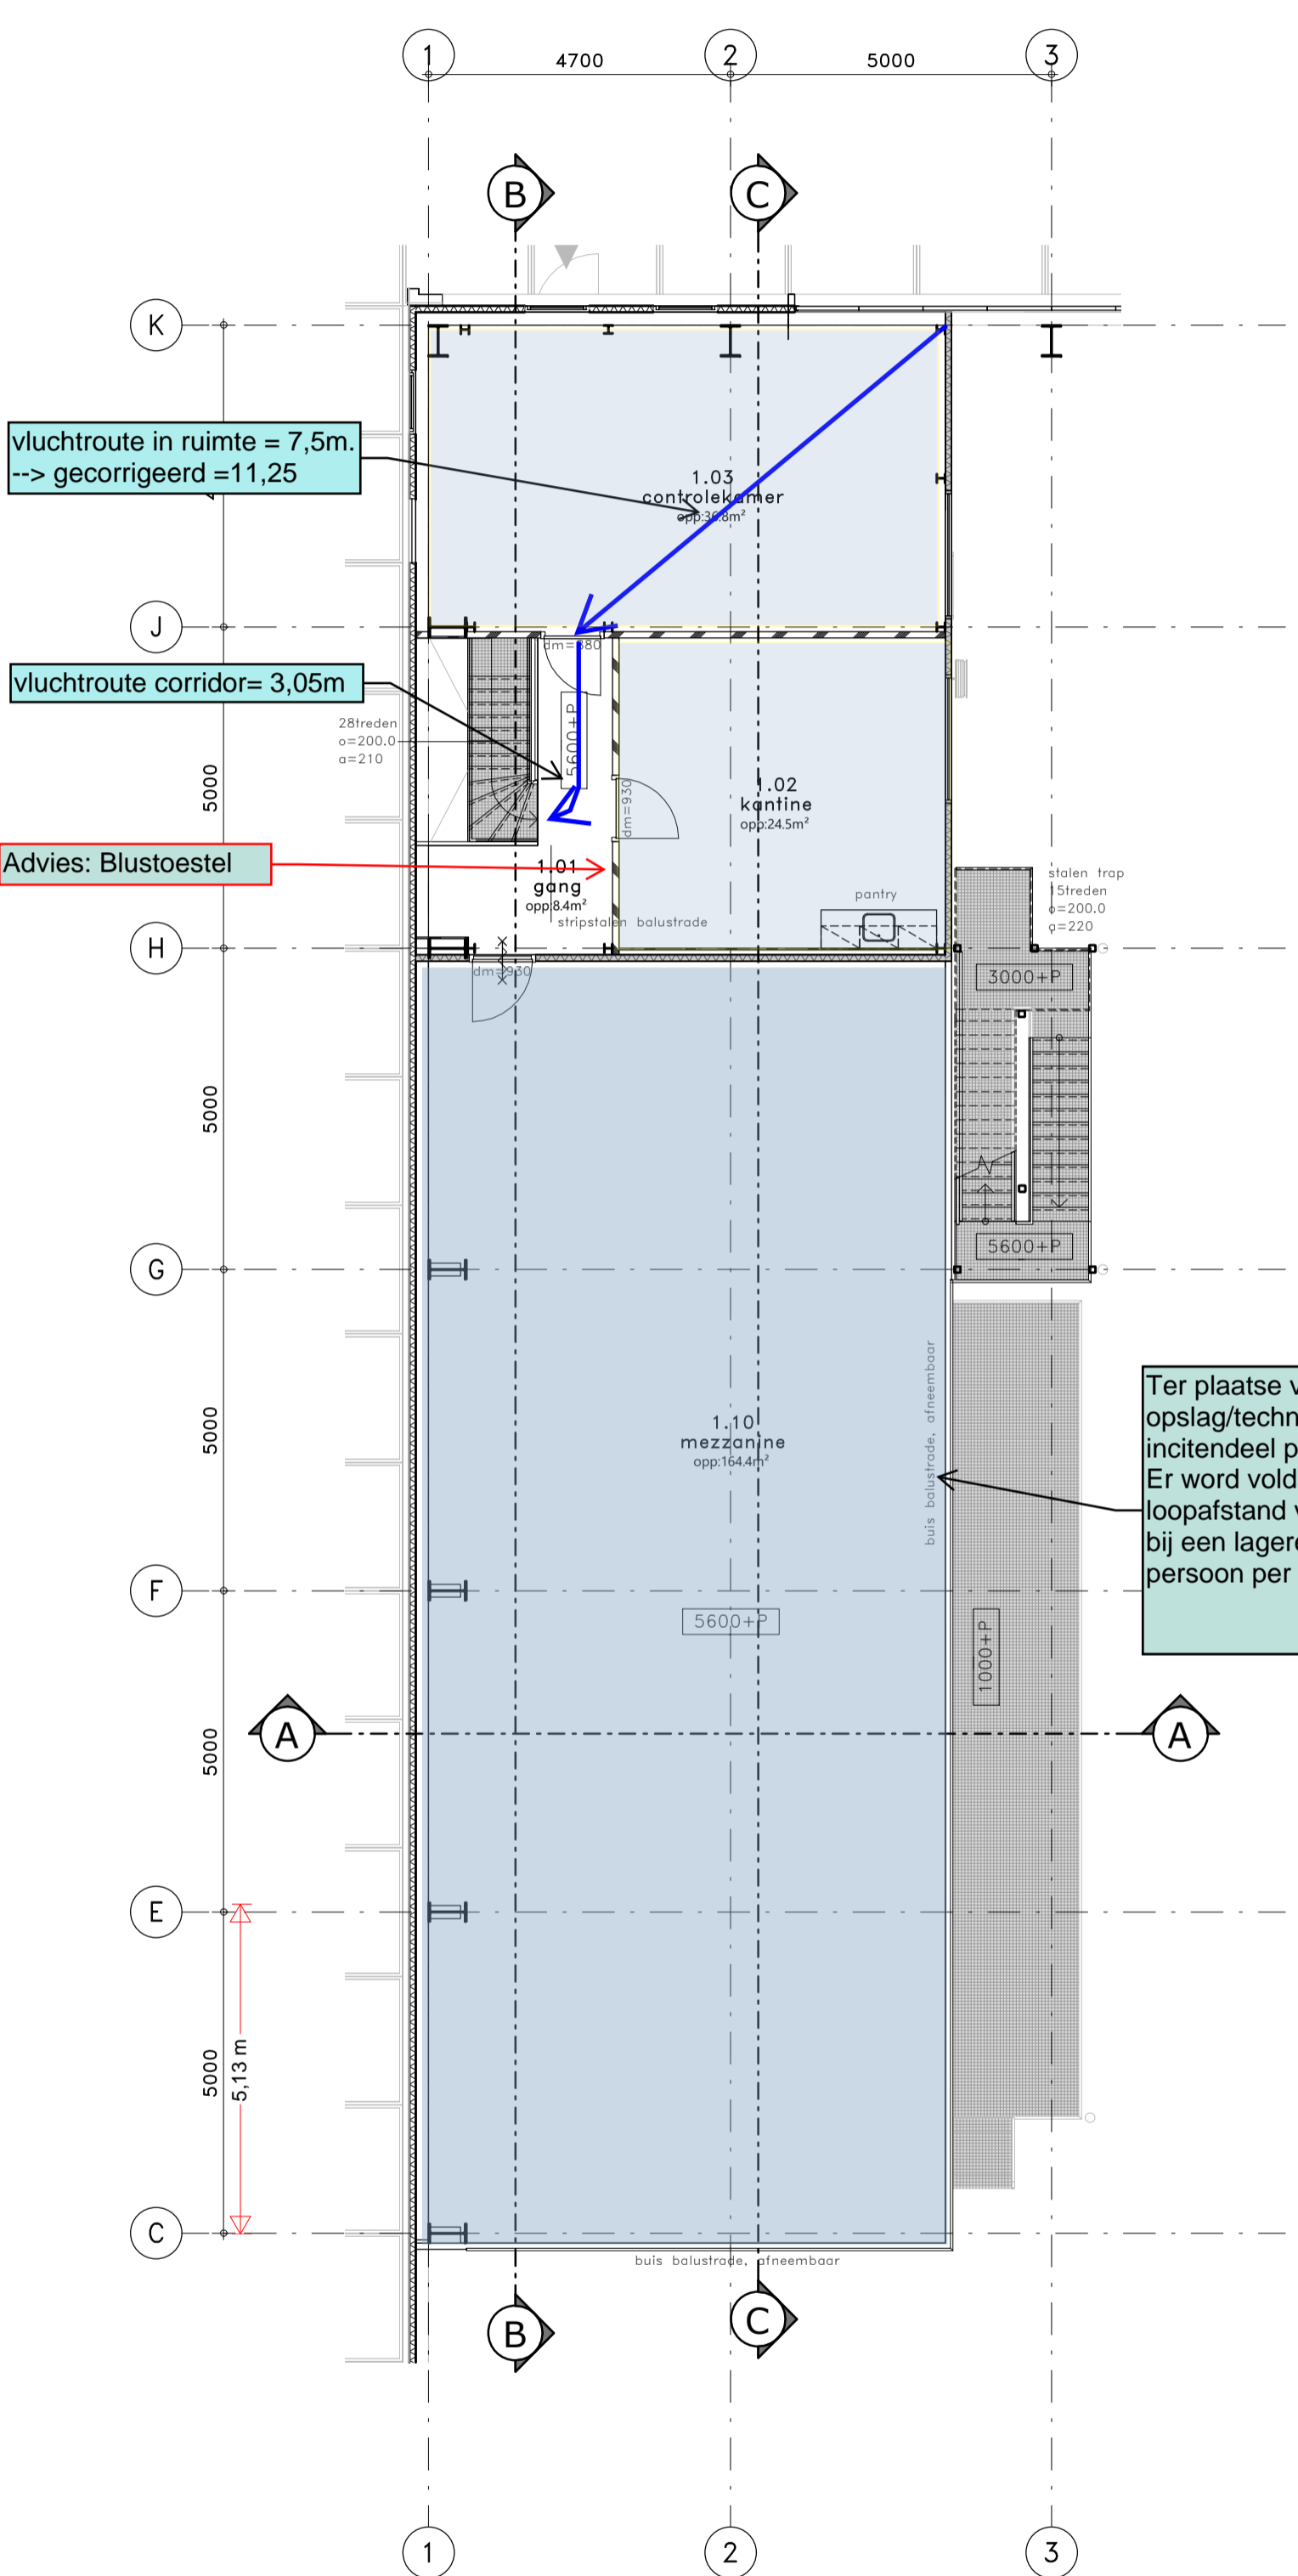 1
4700
2
5000
3
B
C
K
vluchtroute in ruimte = 7,5m.
--> gecorrigeerd =11,25
1.03
controlekamer
opp:36.8m²
J
dm=880
vluchtroute corridor= 3,05m
28treden
o=200.0
a=210
5600+P
5000
1.02
kantine
opp:24.5m²
dm=930
Advies: Blustoestel
1.01
gang
opp:8.4m²
stripstalen balustrade
pantry
stalen trap
15treden
o=200.0
a=220
H
dm=930
3000+P
5000
5600+P
G
buis balustrade, afneembaar
Ter plaatse v
opslag/techn
incitendeel p
Er word vold
loopafstand v
bij een lager
persoon per
5000
1.10
mezzanine
opp:164.4m²
F
5600+P
1000+P
A
A
5000
E
5000
5,13 m
C
buis balustrade, afneembaar
B
C
1
2
3